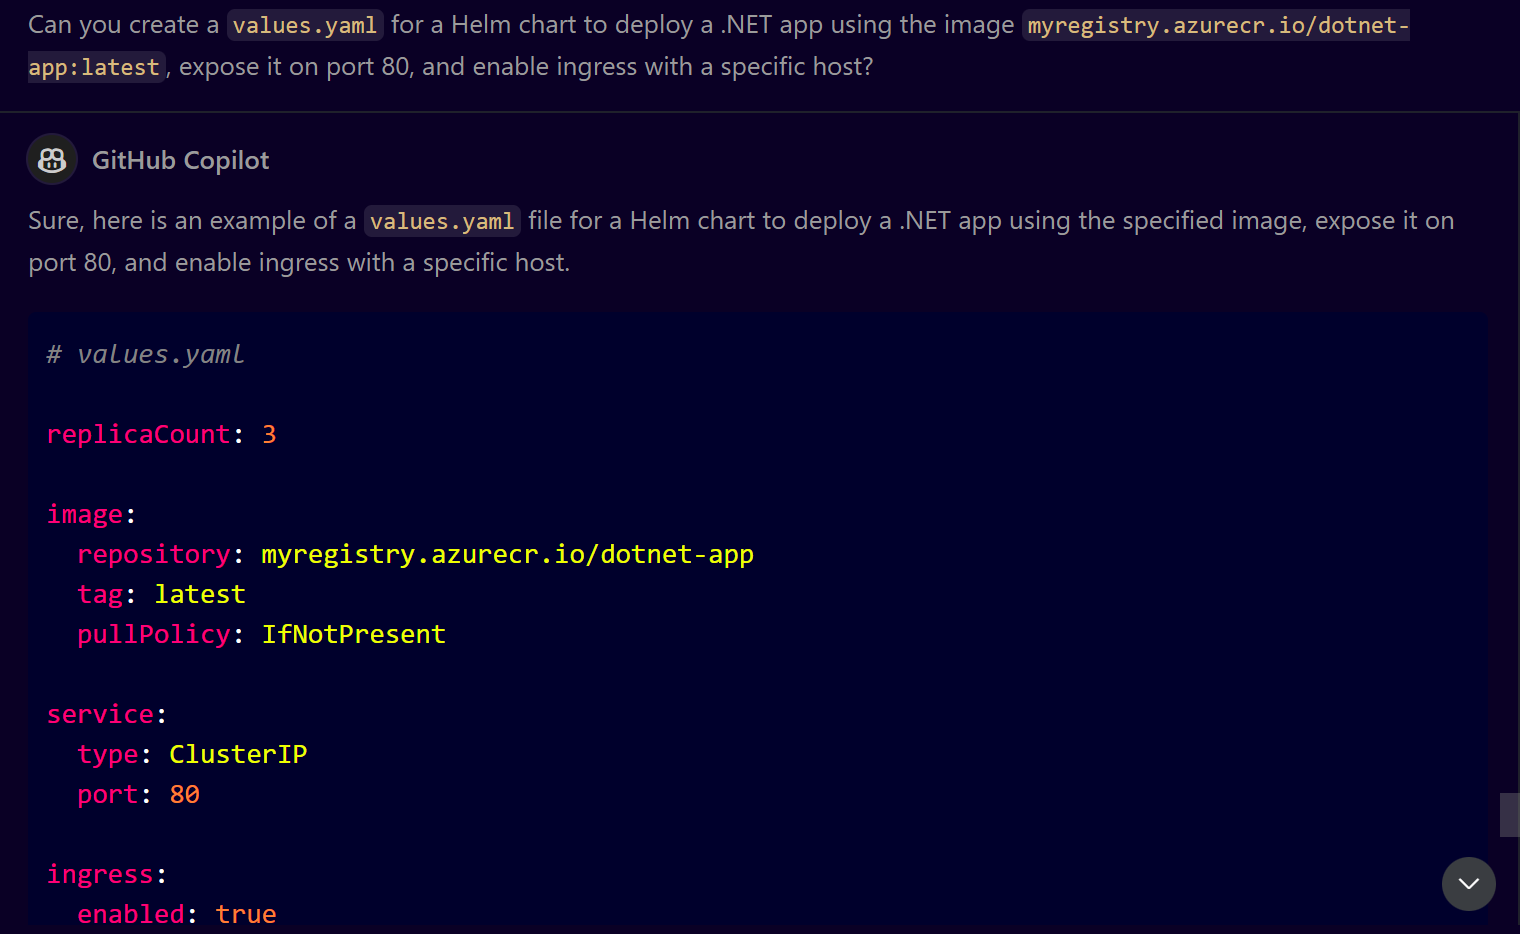 Can you create a values.yaml for a Helm chart to deploy a .NET app using the image myregistry.azurecr.io/dotnet-
app:latest, expose it on port 80, and enable ingress with a specific host?
GitHub Copilot
Sure, here is an example of a values.yaml file for a Helm chart to deploy a .NET app using the specified image, expose it on
port 80, and enable ingress with a specific host.
# values.yaml
replicaCount: 3
image:
  repository: myregistry.azurecr.io/dotnet-app
  tag: latest
  pullPolicy: IfNotPresent
service:
  type: ClusterIP
  port: 80
ingress:
  enabled: true